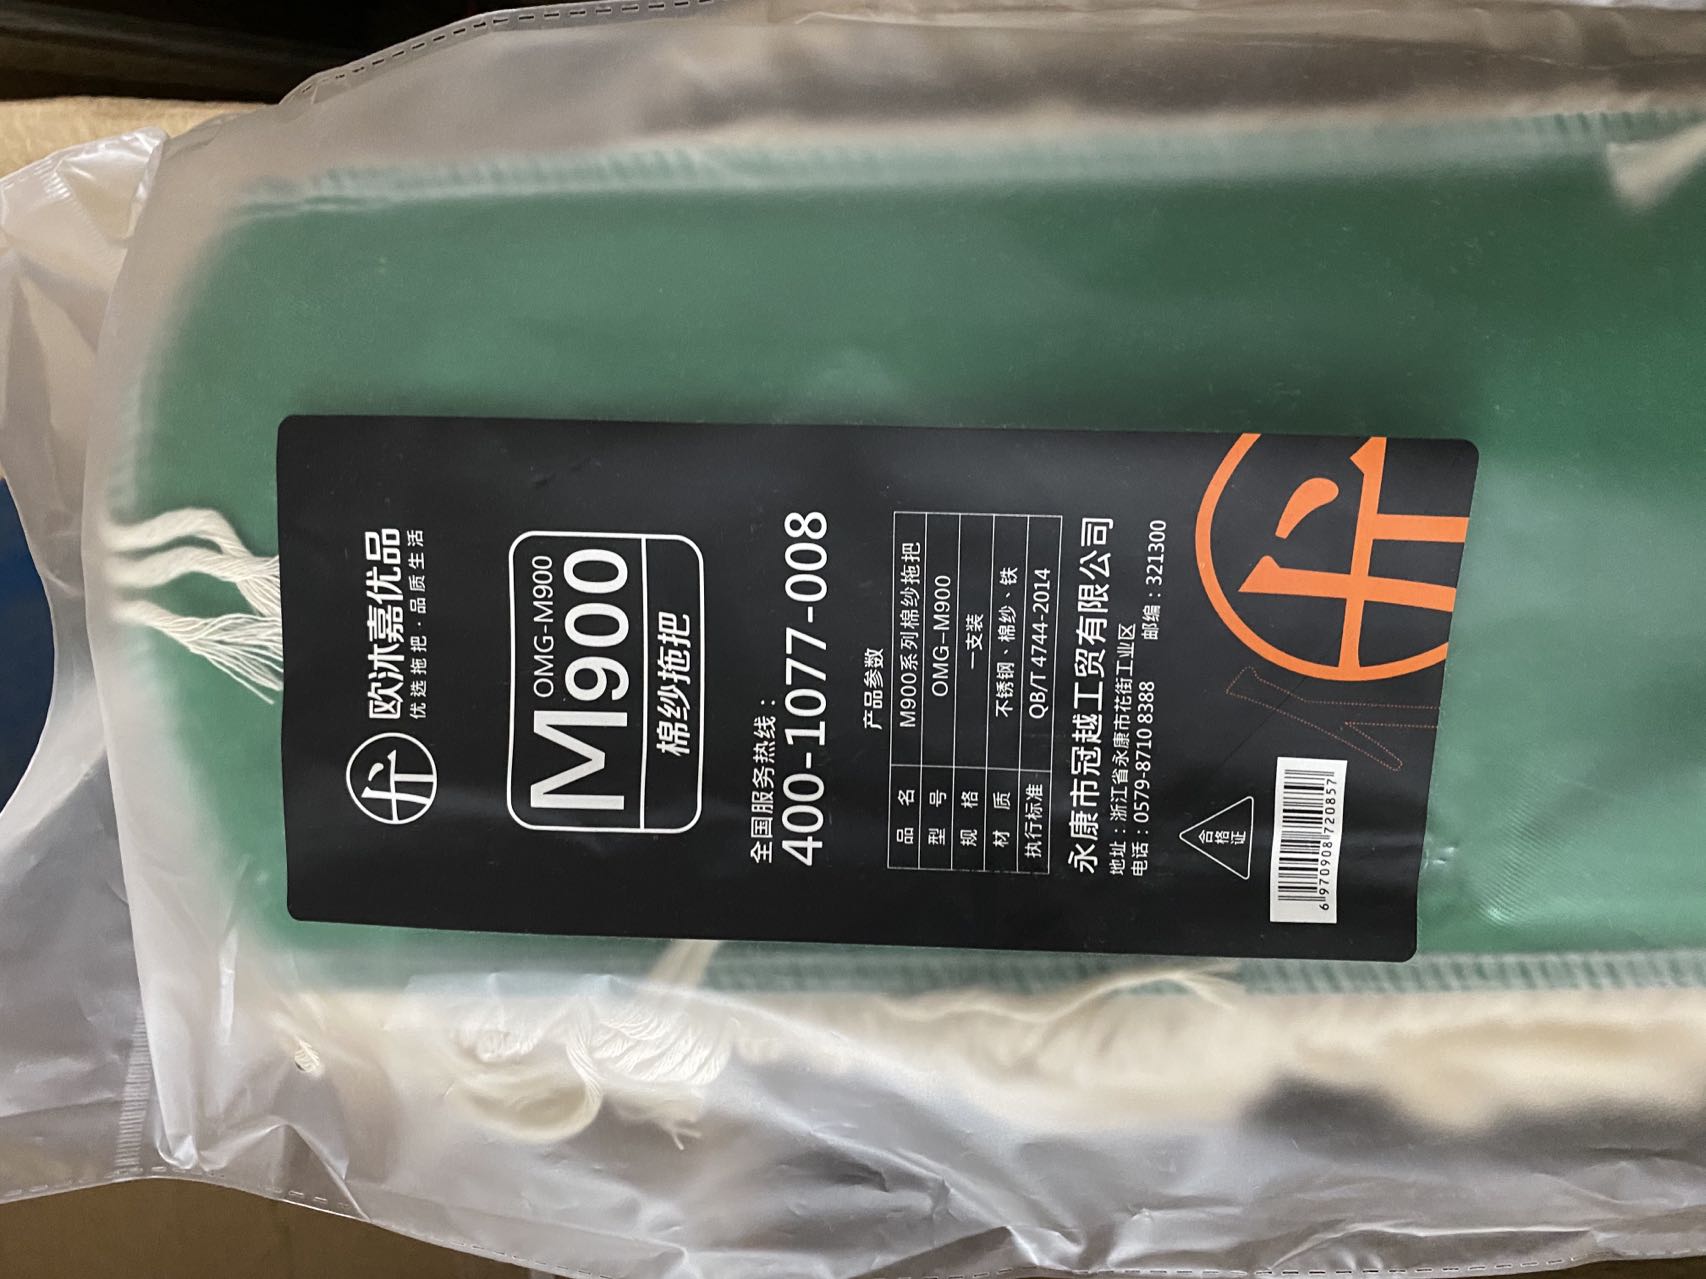 欧沐嘉优品
优选拖把·品质生活
OMG-M900
M900
棉纱拖把
全国服务热线：
400-1077-008
产品参数
品 名 M900系列棉纱拖把
型 号 OMG-M900
规 格 一支装
材 质 不锈钢、棉纱、铁
执行标准 QB/T 4744-2014
永康市冠越工贸有限公司
地址：浙江省永康市花街工业区
电话：0579-8710 8388 邮编：321300
合格证
6970908720857